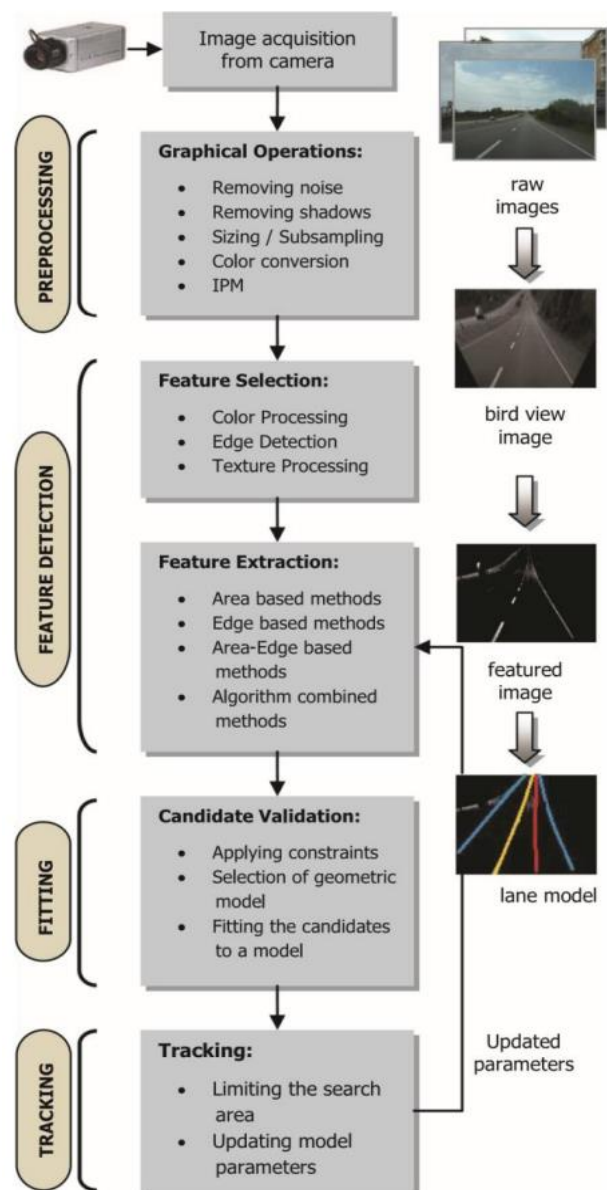 Image acquisition
from camera
PREPROCESSING
Graphical Operations:
• Removing noise
• Removing shadows
• Sizing / Subsampling
• Color conversion
• IPM
FEATURE DETECTION
Feature Selection:
• Color Processing
• Edge Detection
• Texture Processing
Feature Extraction:
• Area based methods
• Edge based methods
• Area-Edge based
methods
• Algorithm combined
methods
FITTING
Candidate Validation:
• Applying constraints
• Selection of geometric
model
• Fitting the candidates
to a model
TRACKING
Tracking:
• Limiting the search
area
• Updating model
parameters
raw
images
bird view
image
featured
image
lane model
Updated
parameters